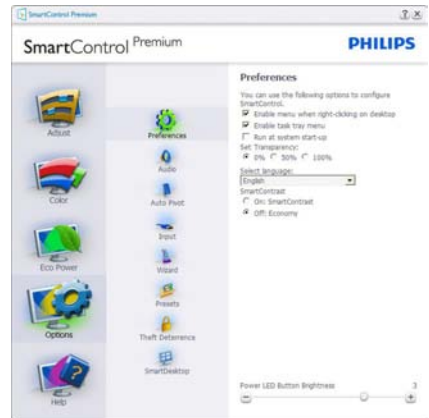 SmartControl Premium
SmartControl Premium
PHILIPS
Adjust
Color
Eco Power
Options
Help
Preferences
Audio
Auto Pivot
Input
Wizard
Presets
Theft Deterrence
SmartDesktop
Preferences
You can use the following options to configure
SmartControl.
Enable menu when right-clicking on desktop
Enable task tray menu
Run at system start-up
Set Transparency:
0% 50% 100%
Select language:
English
SmartContrast
On: SmartContrast
Off: Economy
Power LED Button Brightness 3